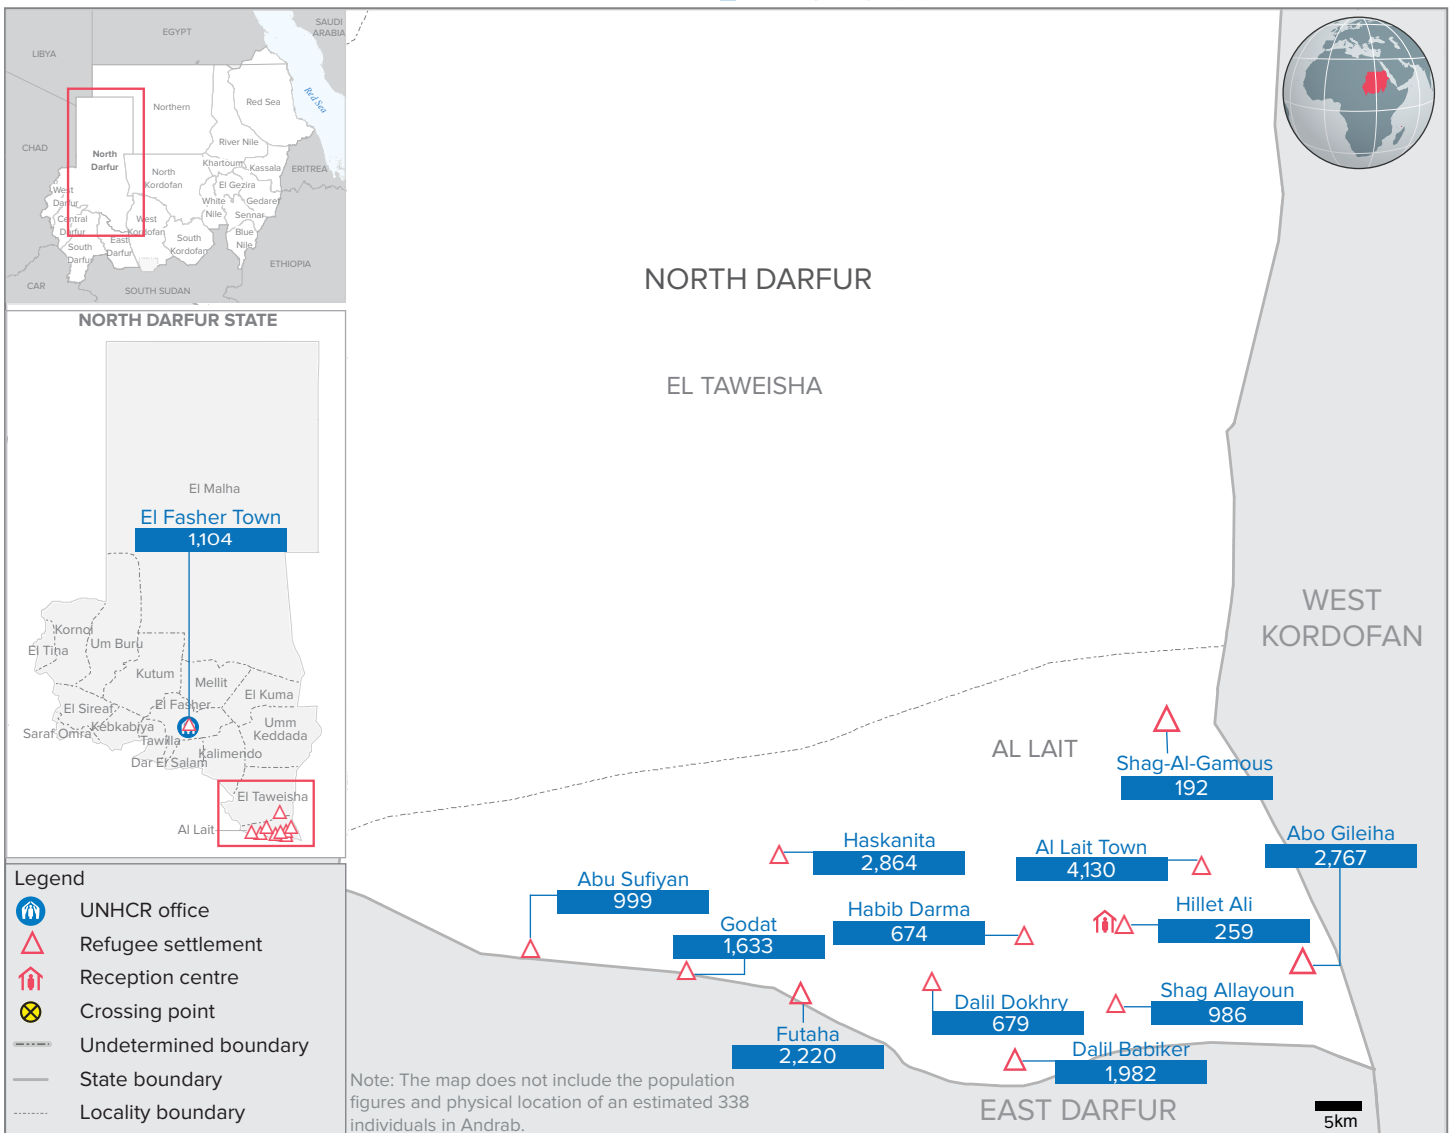 EGYPT
SAUDI
ARABIA
LIBYA
Red Sea
Northern
Red Sea
CHAD
North
Darfur
River Nile
Khartoum
Kassala
ERITREA
North
Kordofan
El Gezira
West
Darfur
White
Nile
Gedaref
Sennar
Central
Darfur
West
Kordofan
South
Kordofan
Blue
Nile
East
Darfur
South
Darfur
ETHIOPIA
CAR
SOUTH SUDAN
NORTH DARFUR STATE
El Malha
El Fasher Town
1,104
Kornoi
El Tina
Um Buru
Kutum
Mellit
El Kuma
El Sireaf
El Fasher
Saraf Omra
Kebkabiya
Tawilla
Umm
Keddada
Kalimendo
Dar El Salam
El Taweisha
Al Lait
Legend
UNHCR office
Refugee settlement
Reception centre
Crossing point
Undetermined boundary
State boundary
Locality boundary
NORTH DARFUR
EL TAWEISHA
WEST
KORDOFAN
AL LAIT
Shag-Al-Gamous
192
Haskanita
2,864
Al Lait Town
4,130
Abo Gileiha
2,767
Abu Sufiyan
999
Habib Darma
674
Hillet Ali
259
Godat
1,633
Dalil Dokhry
679
Shag Allayoun
986
Futaha
2,220
Dalil Babiker
1,982
Note: The map does not include the population
figures and physical location of an estimated 338
individuals in Andrab.
EAST DARFUR
5km